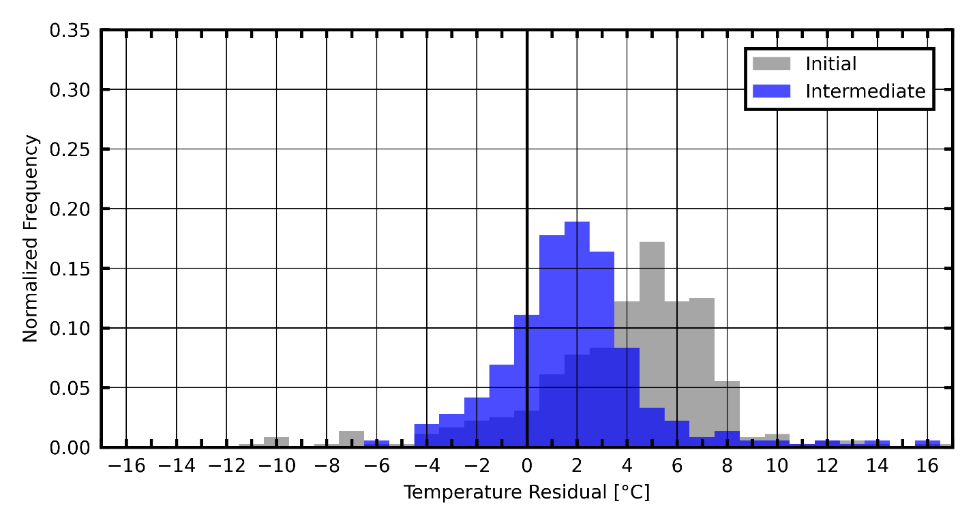 0.35
0.30
0.25
0.20
0.15
0.10
0.05
0.00
Normalized Frequency
Initial
Intermediate
−16 −14 −12 −10 −8 −6 −4 −2 0 2 4 6 8 10 12 14 16
Temperature Residual [°C]